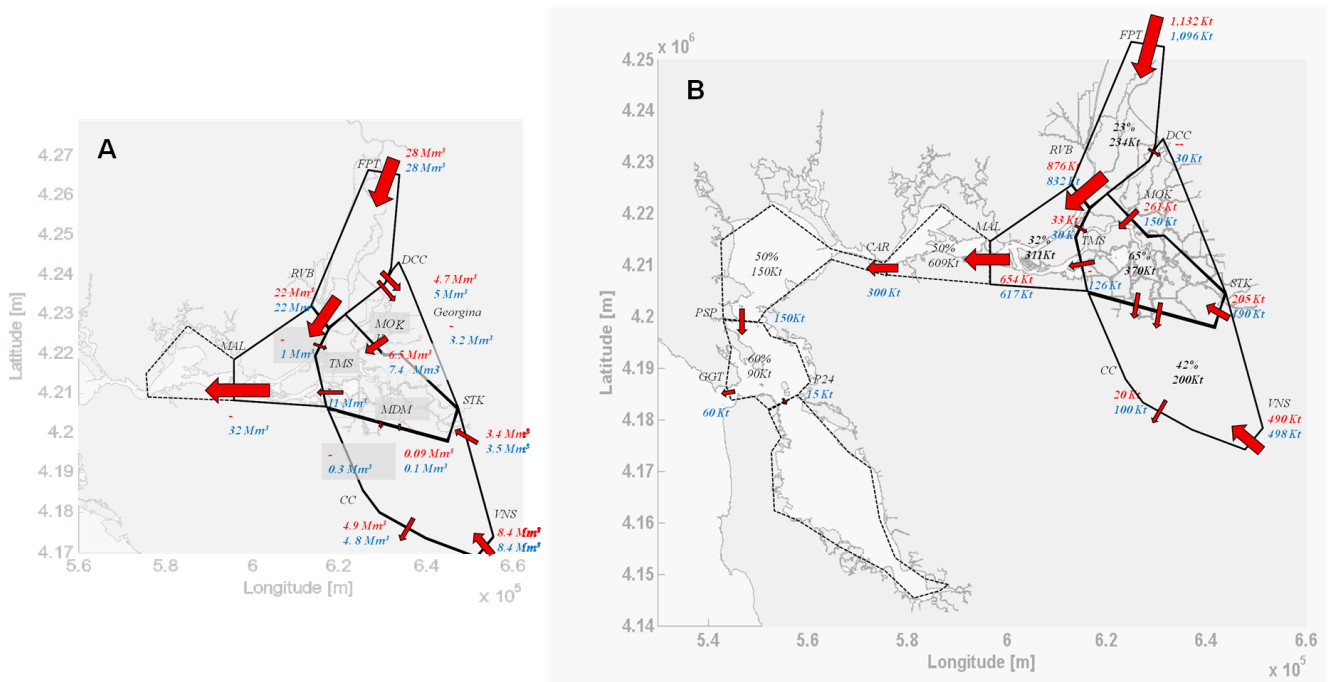 A
4.27
4.26
4.25
4.24
4.23
4.22
4.21
4.2
4.19
4.18
4.17
Latitude [m]
5.6
5.8
6
6.2
6.4
6.6
Longitude [m]
x 10⁵
FPT
28 Mm³
28 Mm³
DCC
4.7 Mm³
5 Mm³
Georgina
-
3.2 Mm³
RVB
22 Mm³
22 Mm³
-
1 Mm³
MOK
6.5 Mm³
7.4 Mm3
MAL
-
32 Mm³
TMS
11 Mm³
MDM
STK
3.4 Mm³
3.5 Mm³
-
0.3 Mm³
0.09 Mm³
0.1 Mm³
CC
4.9 Mm³
4.8 Mm³
VNS
8.4 Mm³
8.4 Mm³
B
x 10⁶
4.25
4.24
4.23
4.22
4.21
4.2
4.19
4.18
4.17
4.16
4.15
4.14
Latitude [m]
5.4
5.6
5.8
6
6.2
6.4
6.6
Longitude [m]
x 10⁵
FPT
1,132 Kt
1,096 Kt
23%
234Kt
DCC
--
30 Kt
RVB
876 Kt
832 Kt
MOK
261 Kt
150 Kt
33 Kt
30 Kt
TMS
126 Kt
65%
370Kt
MAL
32%
311Kt
654 Kt
617 Kt
50%
609Kt
CAR
300 Kt
50%
150Kt
PSP
150Kt
60%
90Kt
GGT
60 Kt
P24
15 Kt
STK
205 Kt
190 Kt
42%
200Kt
CC
20 Kt
100 Kt
VNS
490 Kt
498 Kt